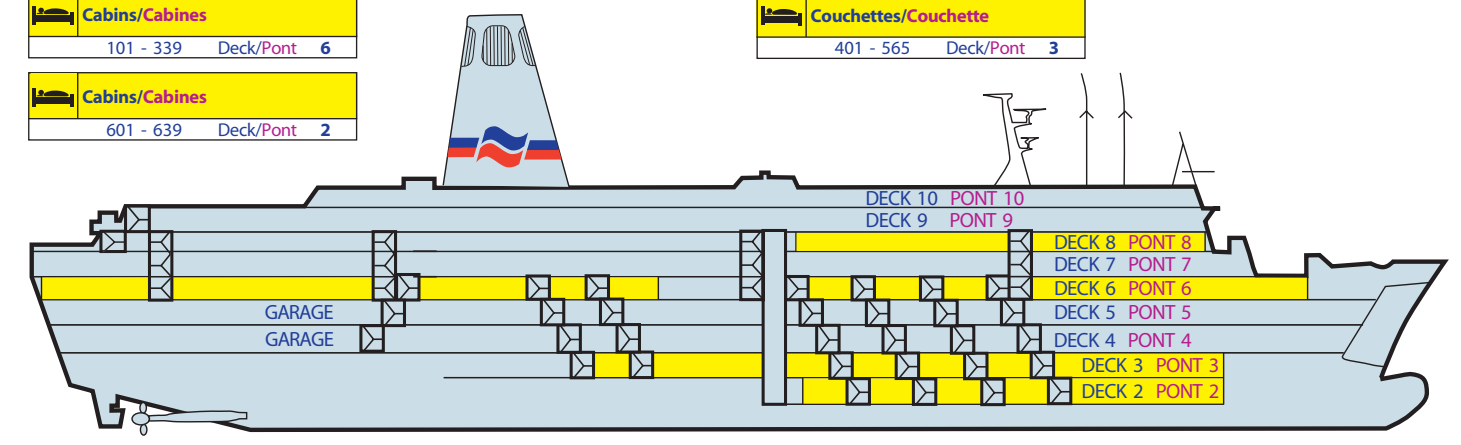 Cabins/Cabines
101 - 339 Deck/Pont 6
Cabins/Cabines
601 - 639 Deck/Pont 2
Couchettes/Couchette
401 - 565 Deck/Pont 3
DECK 10 PONT 10
DECK 9 PONT 9
DECK 8 PONT 8
DECK 7 PONT 7
DECK 6 PONT 6
GARAGE DECK 5 PONT 5
GARAGE DECK 4 PONT 4
DECK 3 PONT 3
DECK 2 PONT 2